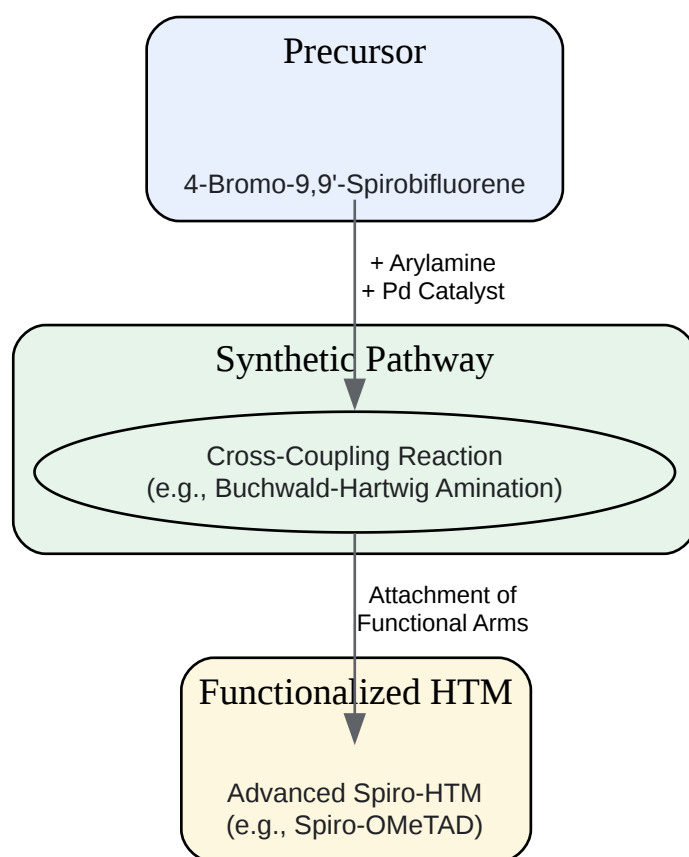 Precursor
4-Bromo-9,9'-Spirobifluorene
+ Arylamine
+ Pd Catalyst
Synthetic Pathway
Cross-Coupling Reaction
(e.g., Buchwald-Hartwig Amination)
Attachment of
Functional Arms
Functionalized HTM
Advanced Spiro-HTM
(e.g., Spiro-OMeTAD)